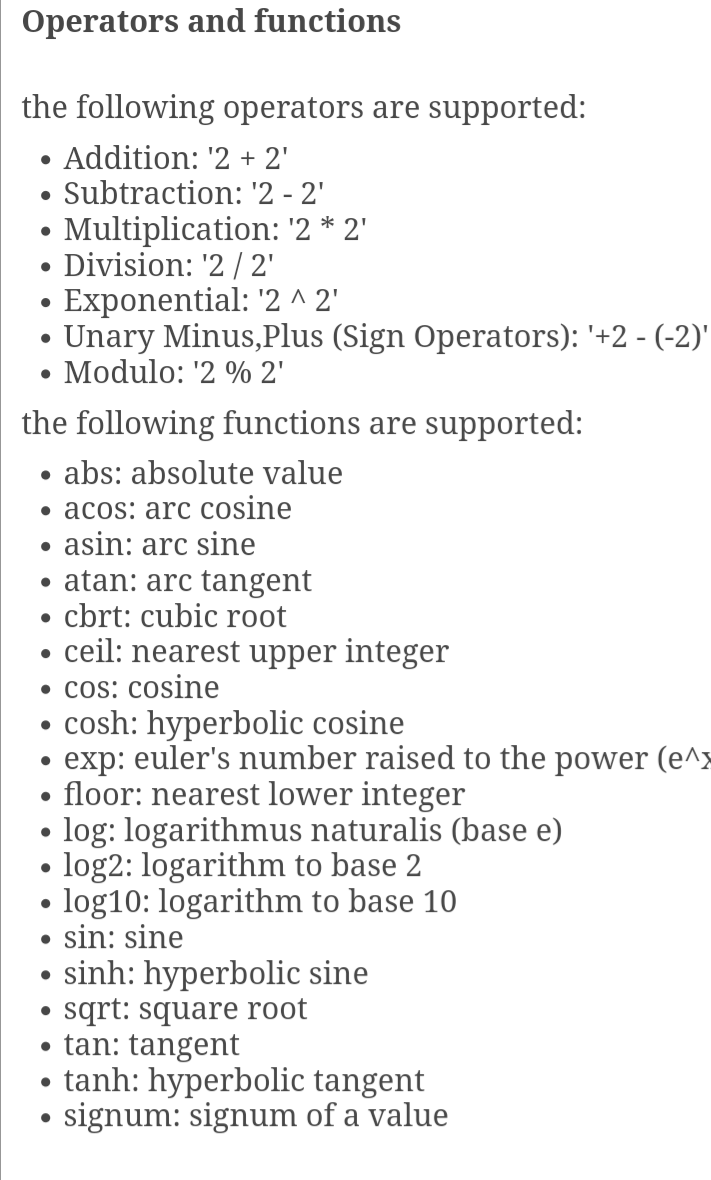 Operators and functions
the following operators are supported:
• Addition: '2 + 2'
• Subtraction: '2 - 2'
• Multiplication: '2 * 2'
• Division: '2 / 2'
• Exponential: '2 ^ 2'
• Unary Minus,Plus (Sign Operators): '+2 - (-2)'
• Modulo: '2 % 2'
the following functions are supported:
• abs: absolute value
• acos: arc cosine
• asin: arc sine
• atan: arc tangent
• cbrt: cubic root
• ceil: nearest upper integer
• cos: cosine
• cosh: hyperbolic cosine
• exp: euler's number raised to the power (e^x
• floor: nearest lower integer
• log: logarithmus naturalis (base e)
• log2: logarithm to base 2
• log10: logarithm to base 10
• sin: sine
• sinh: hyperbolic sine
• sqrt: square root
• tan: tangent
• tanh: hyperbolic tangent
• signum: signum of a value